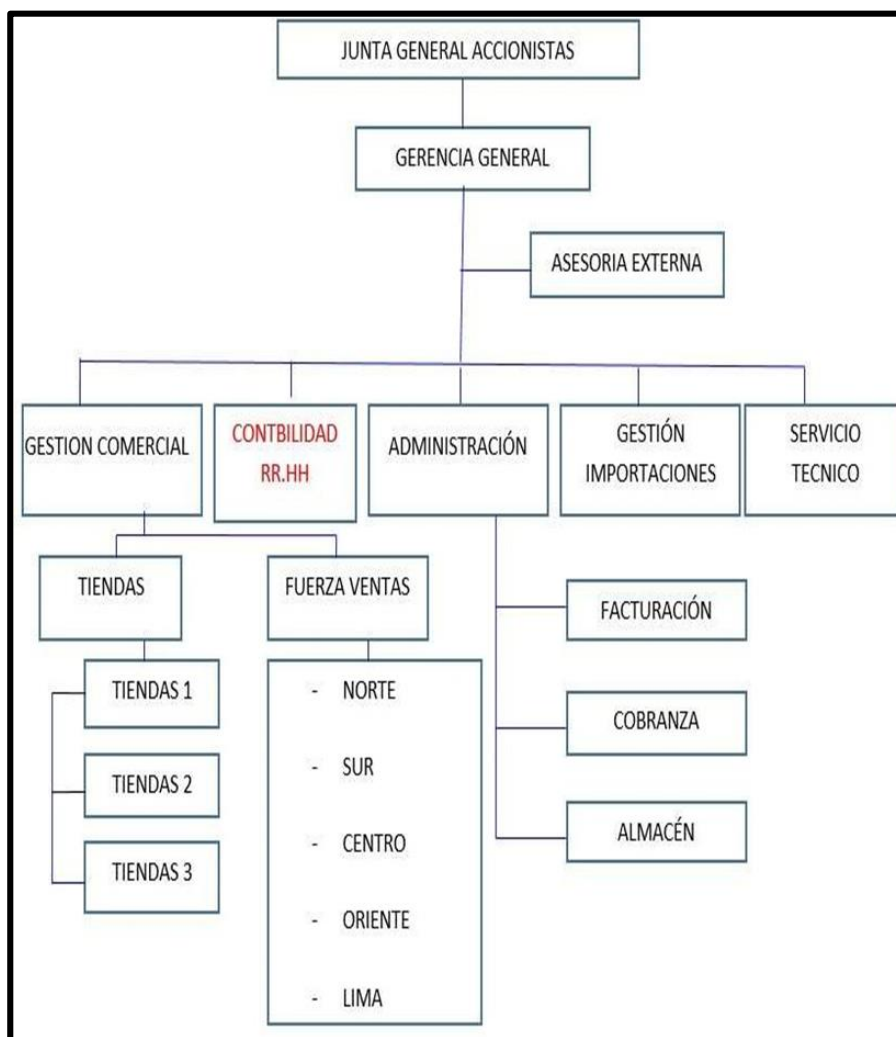 JUNTA GENERAL ACCIONISTAS
GERENCIA GENERAL
ASESORIA EXTERNA
GESTION COMERCIAL
CONTBILIDAD
RR.HH
ADMINISTRACIÓN
GESTIÓN
IMPORTACIONES
SERVICIO
TECNICO
TIENDAS
FUERZA VENTAS
FACTURACIÓN
TIENDAS 1
TIENDAS 2
TIENDAS 3
- NORTE
- SUR
- CENTRO
- ORIENTE
- LIMA
COBRANZA
ALMACÉN